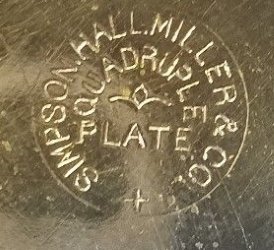 SIMPSON, HALL, MILLER & CO.
QUADRUPLE
PLATE